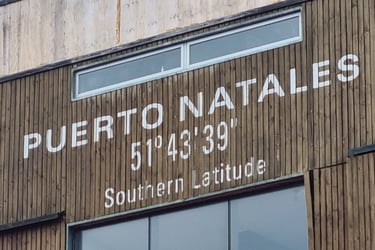 PUERTO NATALES
51°43'39"
Southern Latitude